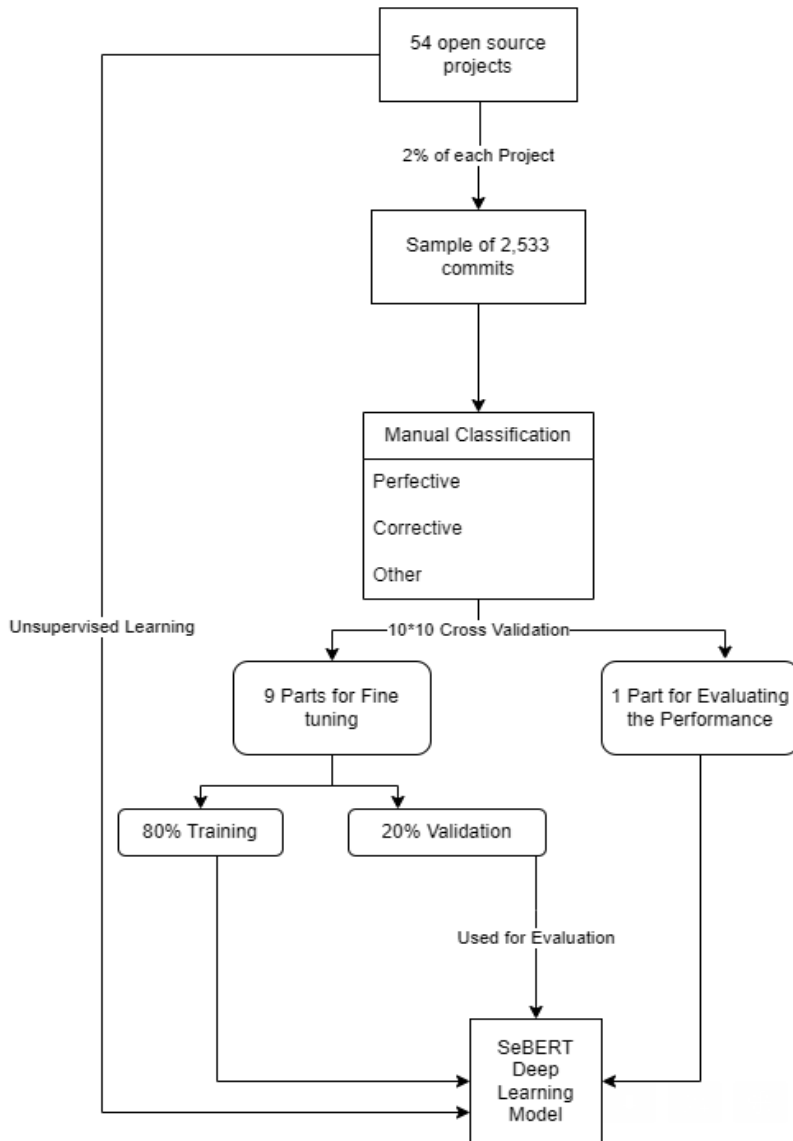 54 open source
projects
2% of each Project
Sample of 2,533
commits
Manual Classification
Perfective
Corrective
Other
Unsupervised Learning
10*10 Cross Validation
9 Parts for Fine
tuning
1 Part for Evaluating
the Performance
80% Training
20% Validation
Used for Evaluation
SeBERT
Deep
Learning
Model